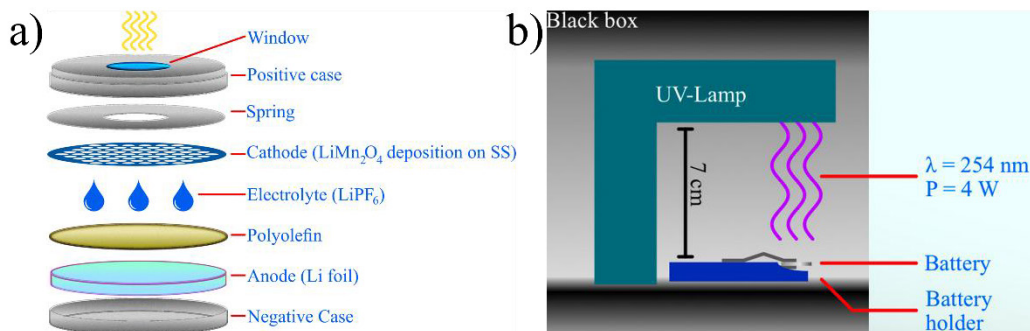 a)
Window
Positive case
Spring
Cathode (LiMn₂O₄ deposition on SS)
Electrolyte (LiPF₆)
Polyolefin
Anode (Li foil)
Negative Case
b)
Black box
UV-Lamp
7 cm
λ = 254 nm
P = 4 W
Battery
Battery
holder